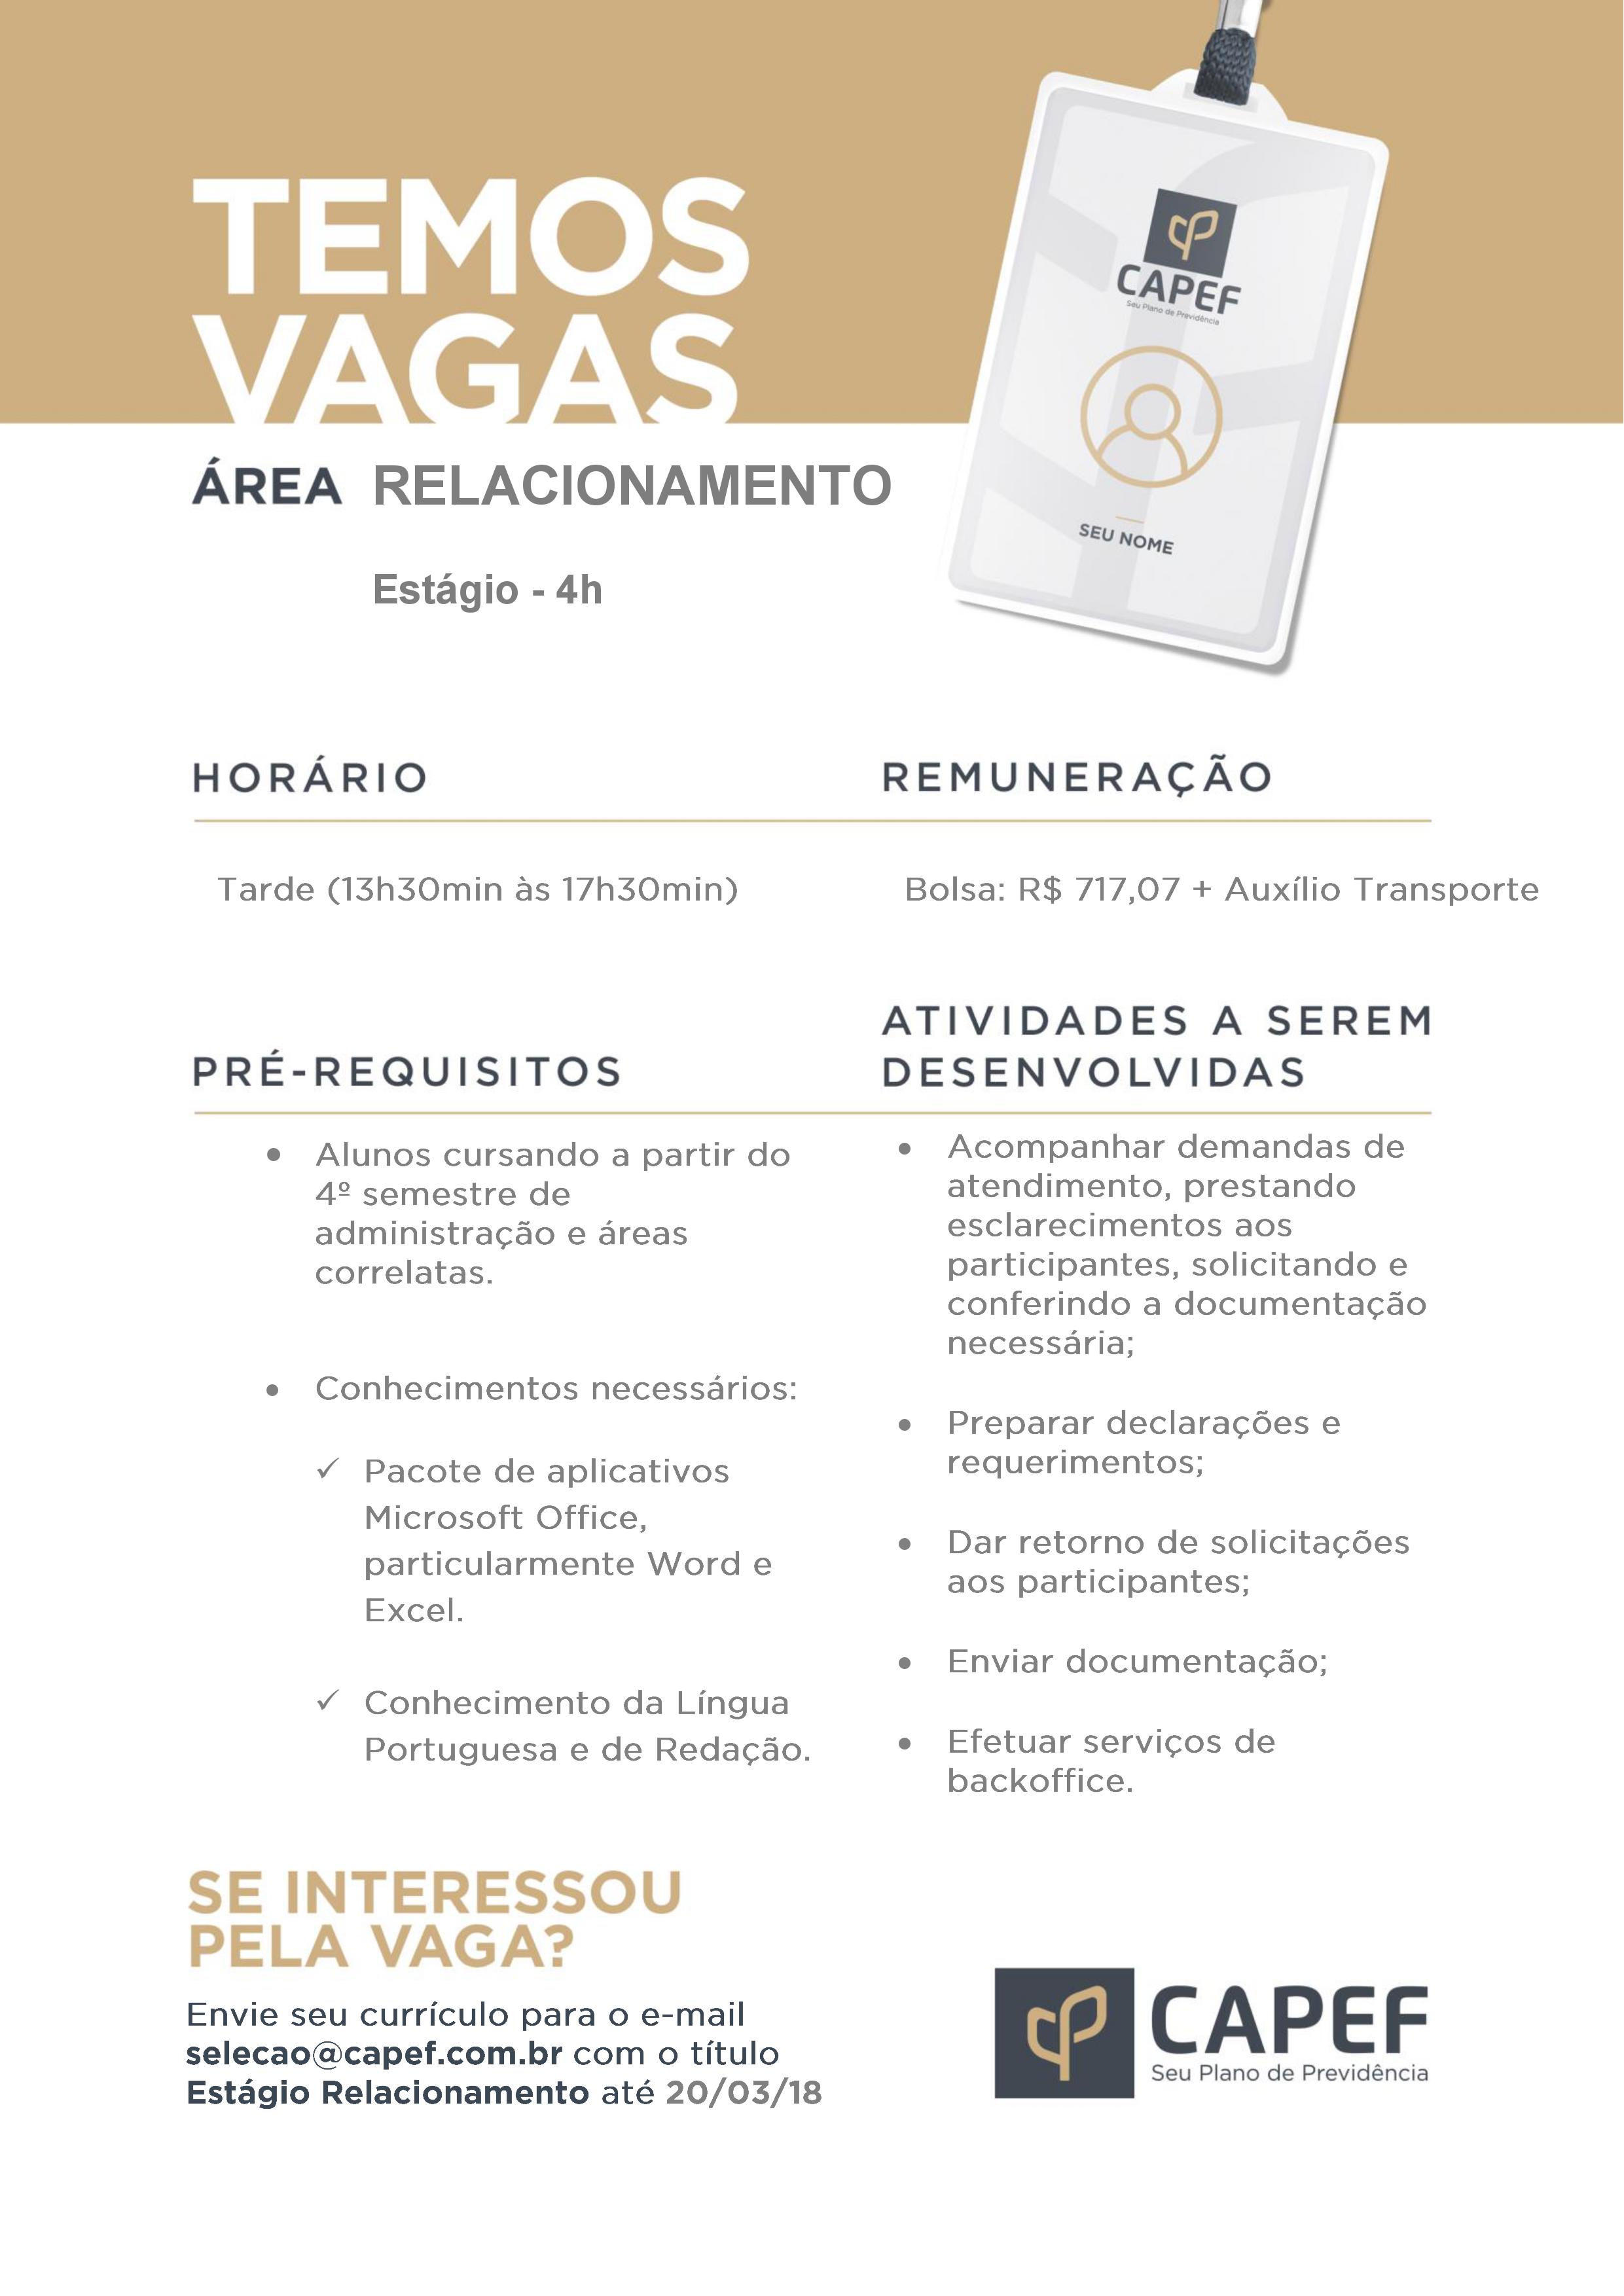 TEMOS
VAGAS
CAPEF
Seu Plano de Previdência
SEU NOME
ÁREA RELACIONAMENTO
Estágio - 4h
HORÁRIO
Tarde (13h30min às 17h30min)
REMUNERAÇÃO
Bolsa: R$ 717,07 + Auxílio Transporte
PRÉ-REQUISITOS
• Alunos cursando a partir do
4º semestre de
administração e áreas
correlatas.
• Conhecimentos necessários:
✓ Pacote de aplicativos
Microsoft Office,
particularmente Word e
Excel.
✓ Conhecimento da Língua
Portuguesa e de Redação.
ATIVIDADES A SEREM
DESENVOLVIDAS
• Acompanhar demandas de
atendimento, prestando
esclarecimentos aos
participantes, solicitando e
conferindo a documentação
necessária;
• Preparar declarações e
requerimentos;
• Dar retorno de solicitações
aos participantes;
• Enviar documentação;
• Efetuar serviços de
backoffice.
SE INTERESSOU
PELA VAGA?
Envie seu currículo para o e-mail
selecao@capef.com.br com o título
Estágio Relacionamento até 20/03/18
CAPEF
Seu Plano de Previdência